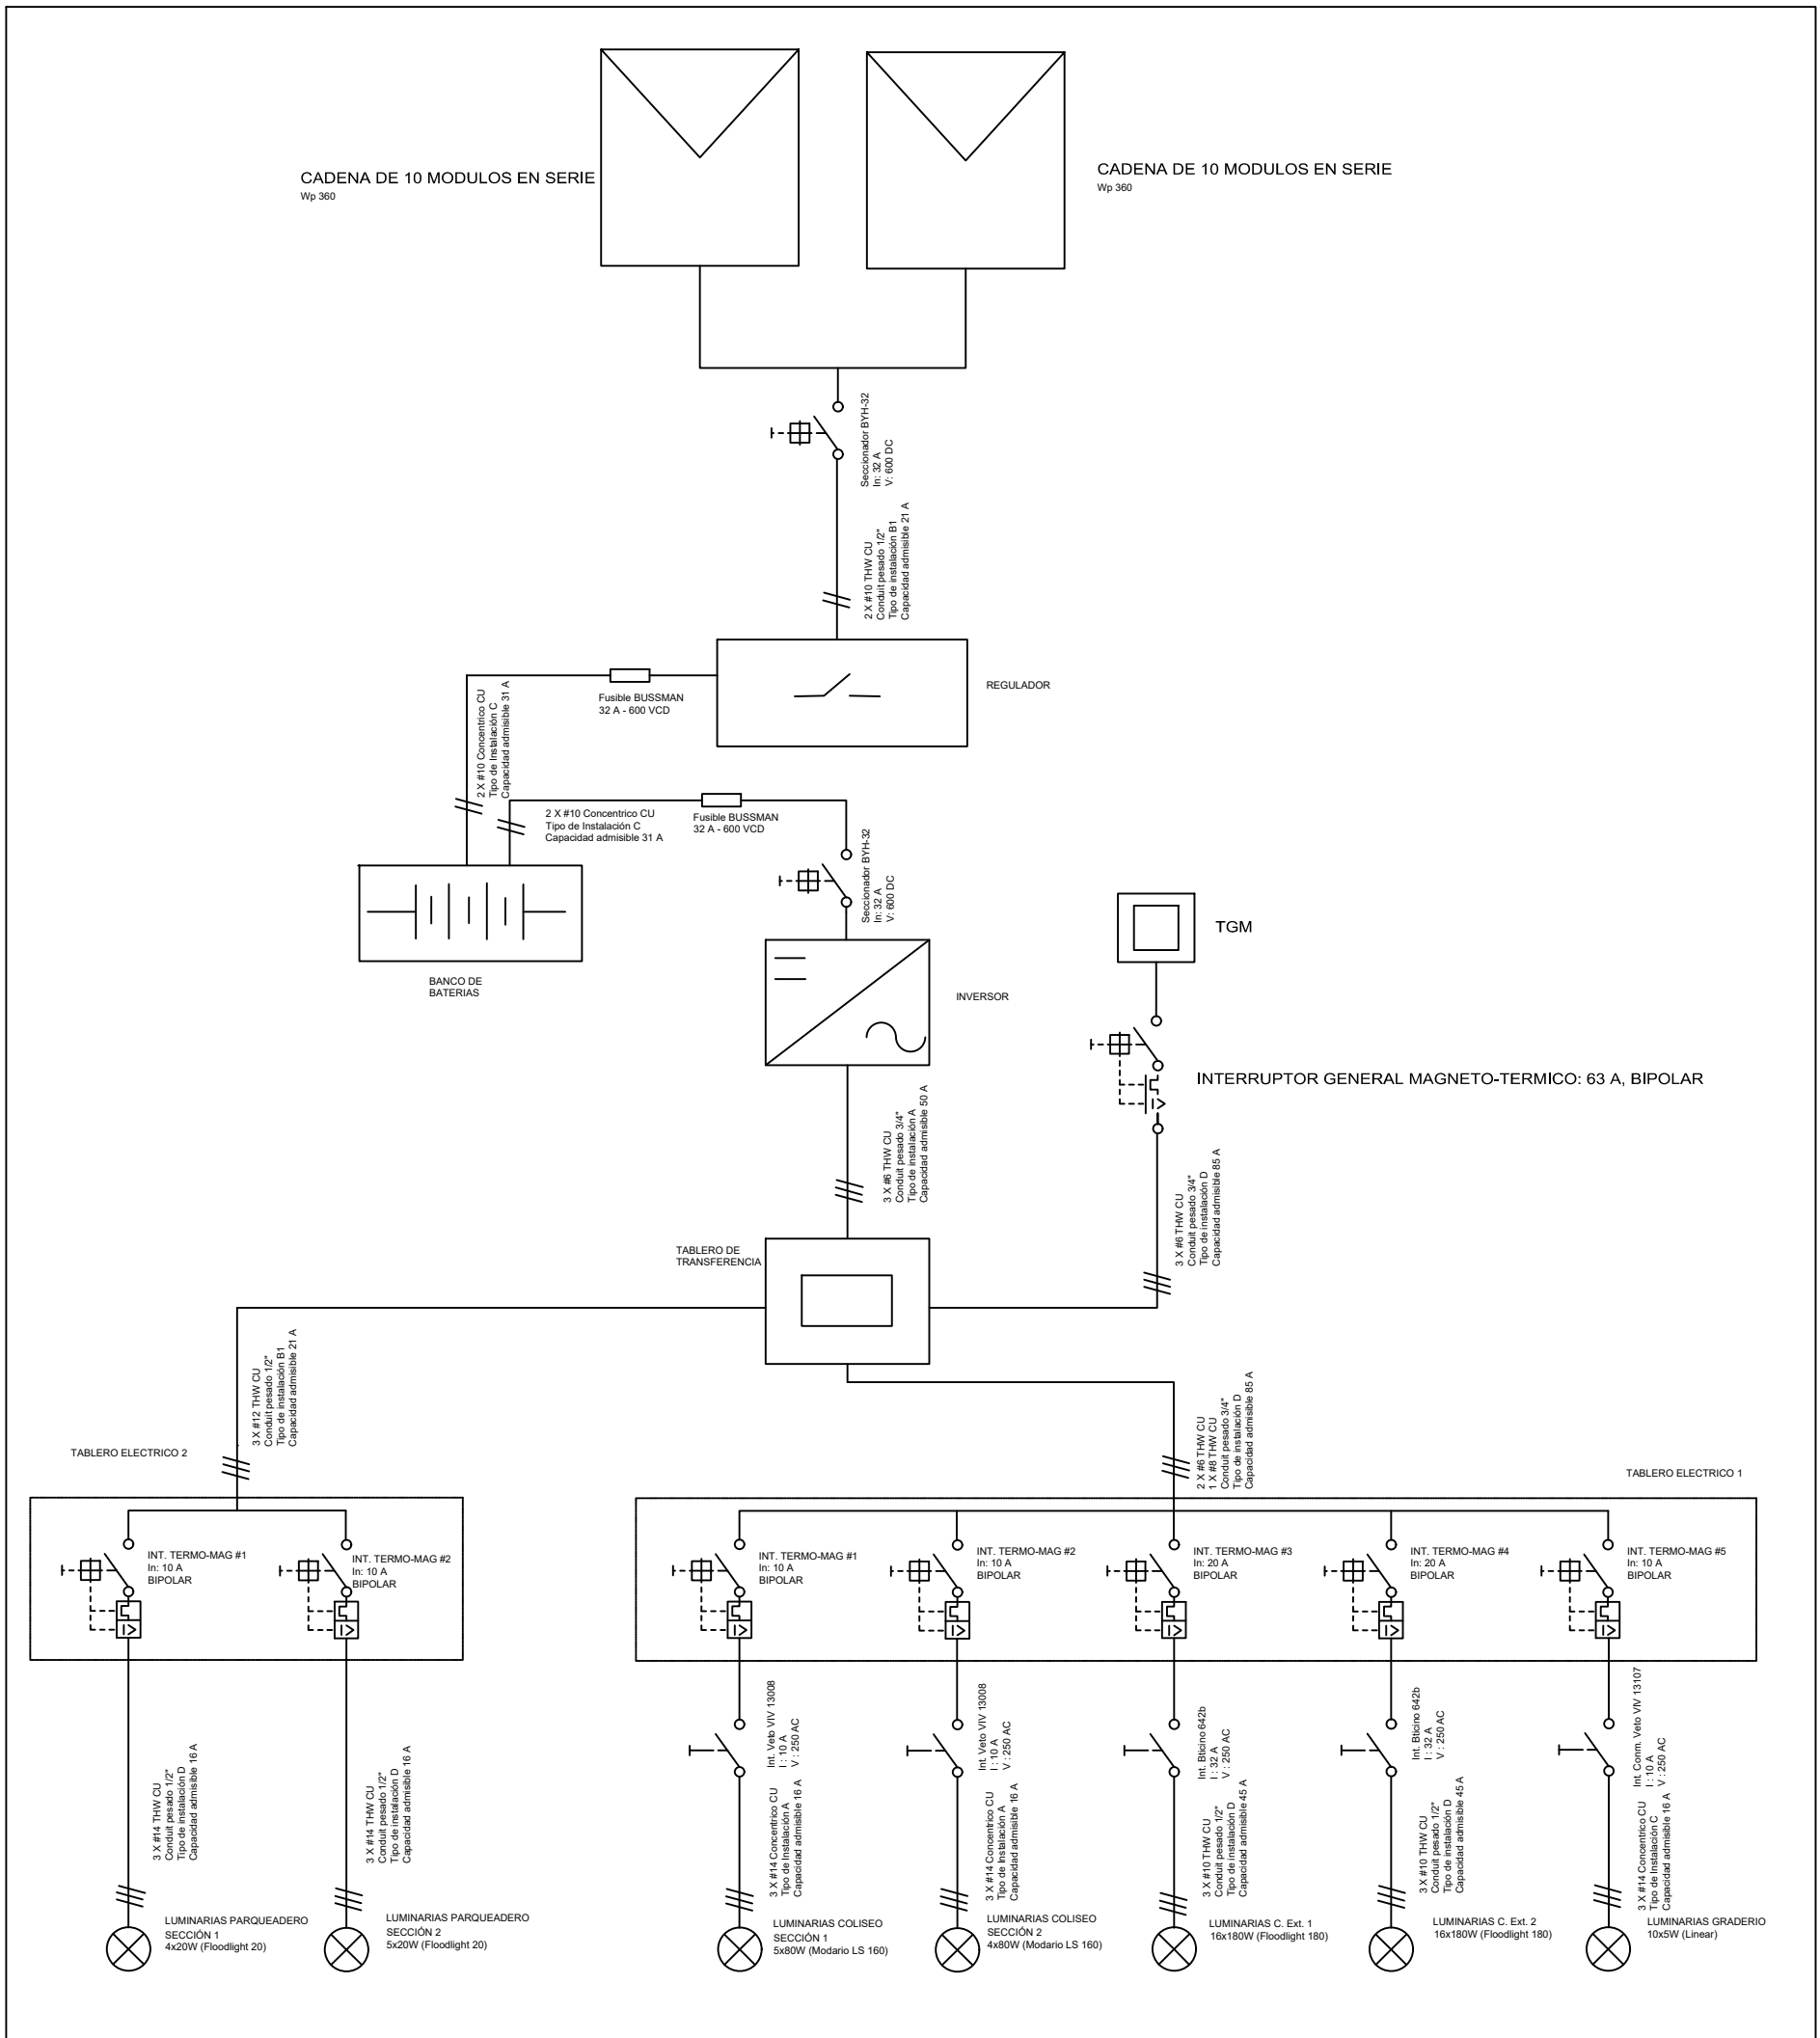 CADENA DE 10 MODULOS EN SERIE
Wp 360
CADENA DE 10 MODULOS EN SERIE
Wp 360
Seccionador BYH-32
In: 32 A
V: 600 DC
2 X #10 THW CU
Conduit pesado 1/2"
Tipo de instalación B1
Capacidad admisible 21 A
REGULADOR
Fusible BUSSMAN
32 A - 600 VCD
2 X #10 Concentrico CU
Tipo de Instalación C
Capacidad admisible 31 A
2 X #10 Concentrico CU
Tipo de Instalación C
Capacidad admisible 31 A
Fusible BUSSMAN
32 A - 600 VCD
Seccionador BYH-32
In: 32 A
V: 600 DC
BANCO DE
BATERIAS
INVERSOR
TGM
INTERRUPTOR GENERAL MAGNETO-TERMICO: 63 A, BIPOLAR
3 X #6 THW CU
Conduit pesado 3/4"
Tipo de instalación A
Capacidad admisible 50 A
3 X #6 THW CU
Conduit pesado 3/4"
Tipo de instalación D
Capacidad admisible 85 A
TABLERO DE
TRANSFERENCIA
3 X #12 THW CU
Conduit pesado 1/2"
Tipo de instalación B1
Capacidad admisible 21 A
2 X #6 THW CU
1 X #8 THW CU
Conduit pesado 3/4"
Tipo de instalación D
Capacidad admisible 85 A
TABLERO ELECTRICO 2
TABLERO ELECTRICO 1
INT. TERMO-MAG #1
In: 10 A
BIPOLAR
INT. TERMO-MAG #2
In: 10 A
BIPOLAR
INT. TERMO-MAG #1
In: 10 A
BIPOLAR
INT. TERMO-MAG #2
In: 10 A
BIPOLAR
INT. TERMO-MAG #3
In: 20 A
BIPOLAR
INT. TERMO-MAG #4
In: 20 A
BIPOLAR
INT. TERMO-MAG #5
In: 10 A
BIPOLAR
Int. Veto VIV 13008
I : 10 A
V : 250 AC
Int. Veto VIV 13008
I : 10 A
V : 250 AC
Int. Bticino 642b
I : 32 A
V : 250 AC
Int. Bticino 642b
I : 32 A
V : 250 AC
Int. Conm. Veto VIV 13107
I : 10 A
V : 250 AC
3 X #14 THW CU
Conduit pesado 1/2"
Tipo de instalación D
Capacidad admisible 16 A
3 X #14 THW CU
Conduit pesado 1/2"
Tipo de instalación D
Capacidad admisible 16 A
3 X #14 Concentrico CU
Tipo de Instalación A
Capacidad admisible 16 A
3 X #14 Concentrico CU
Tipo de Instalación A
Capacidad admisible 16 A
3 X #10 THW CU
Conduit pesado 1/2"
Tipo de instalación D
Capacidad admisible 45 A
3 X #10 THW CU
Conduit pesado 1/2"
Tipo de instalación D
Capacidad admisible 45 A
3 X #14 Concentrico CU
Tipo de Instalación C
Capacidad admisible 16 A
LUMINARIAS PARQUEADERO
SECCIÓN 1
4x20W (Floodlight 20)
LUMINARIAS PARQUEADERO
SECCIÓN 2
5x20W (Floodlight 20)
LUMINARIAS COLISEO
SECCIÓN 1
5x80W (Modario LS 160)
LUMINARIAS COLISEO
SECCIÓN 2
4x80W (Modario LS 160)
LUMINARIAS C. Ext. 1
16x180W (Floodlight 180)
LUMINARIAS C. Ext. 2
16x180W (Floodlight 180)
LUMINARIAS GRADERIO
10x5W (Linear)